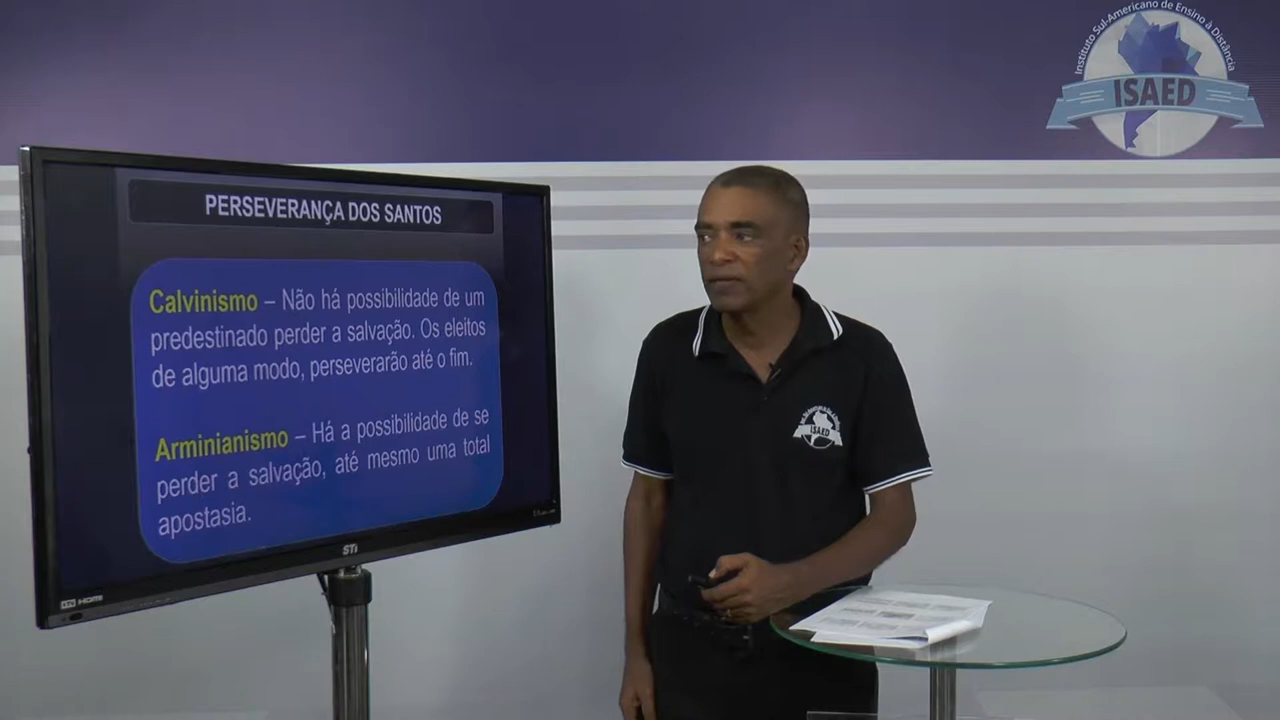 Instituto Sul-Americano de Ensino à Distância
ISAED
PERSEVERANÇA DOS SANTOS
Calvinismo – Não há possibilidade de um
predestinado perder a salvação. Os eleitos
de alguma modo, perseverarão até o fim.
Arminianismo – Há a possibilidade de se
perder a salvação, até mesmo uma total
apostasia.
ISAED
STi
HDMI